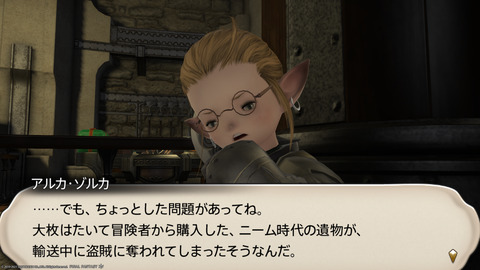 アルカ・ゾルカ
……でも、ちょっとした問題があってね。
大枚はたいて冒険者から購入した、ニーム時代の遺物が、
輸送中に盗賊に奪われてしまったそうなんだ。
FINAL FANTASY XIV